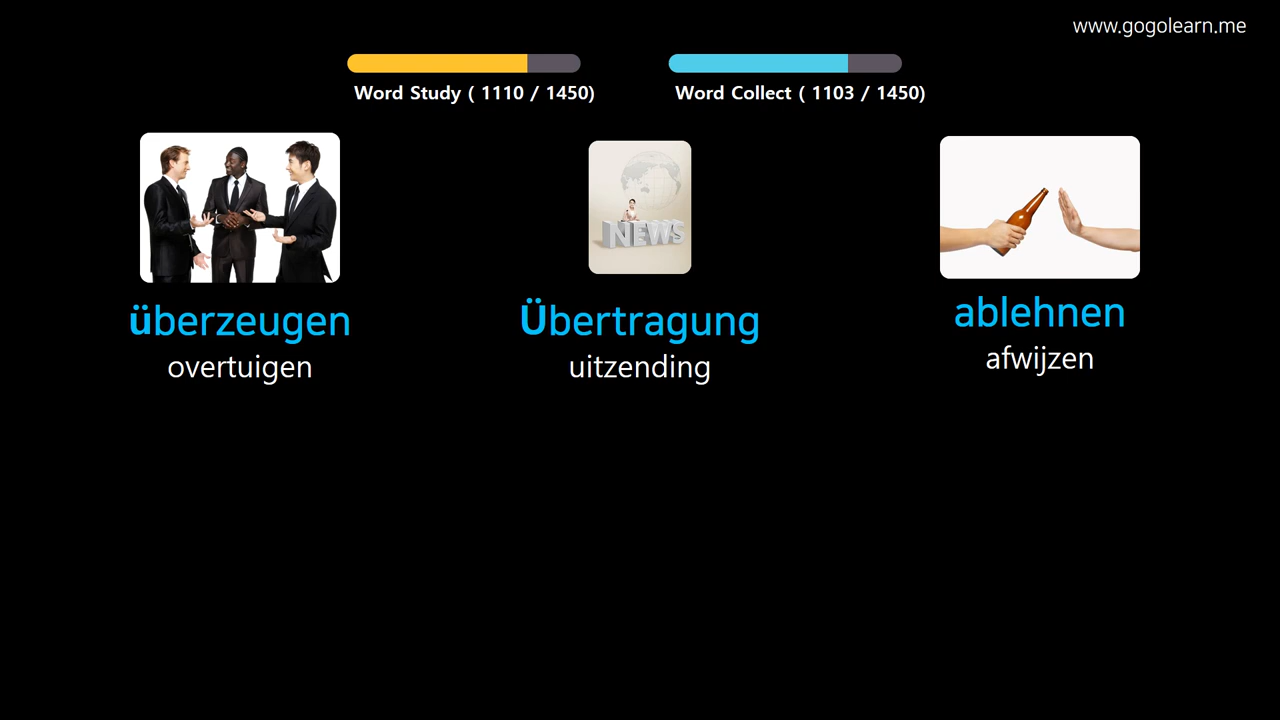 www.gogolearn.me
Word Study ( 1110 / 1450)
Word Collect ( 1103 / 1450)
NEWS
überzeugen
Übertragung
ablehnen
overtuigen
uitzending
afwijzen